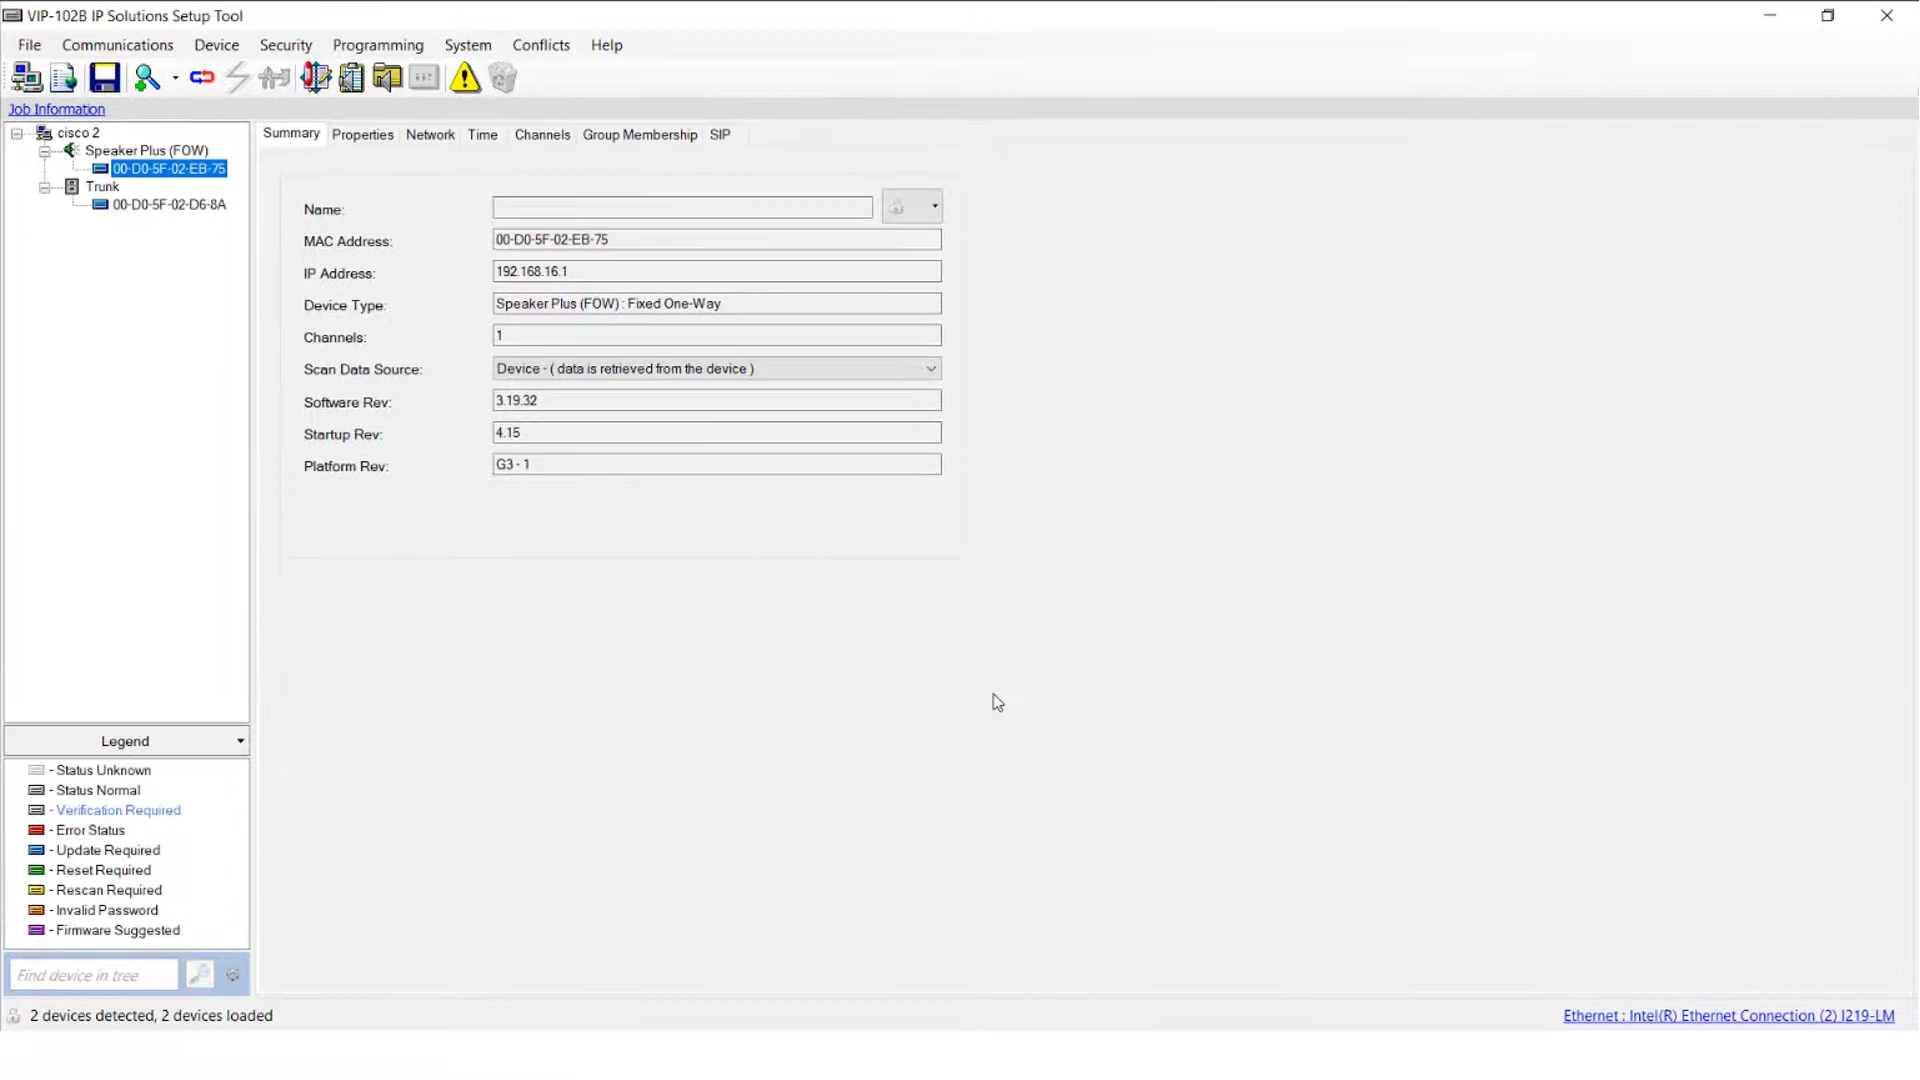 VIP-102B IP Solutions Setup Tool
File Communications Device Security Programming System Conflicts Help
Job Information
cisco 2
Speaker Plus (FOW)
00-D0-5F-02-EB-75
Trunk
00-D0-5F-02-D6-8A
Summary Properties Network Time Channels Group Membership SIP
Name:
MAC Address: 00-D0-5F-02-EB-75
IP Address: 192.168.16.1
Device Type: Speaker Plus (FOW) : Fixed One-Way
Channels: 1
Scan Data Source: Device - ( data is retrieved from the device )
Software Rev: 3.19.32
Startup Rev: 4.15
Platform Rev: G3 - 1
Legend
- Status Unknown
- Status Normal
- Verification Required
- Error Status
- Update Required
- Reset Required
- Rescan Required
- Invalid Password
- Firmware Suggested
Find device in tree
2 devices detected, 2 devices loaded
Ethernet : Intel(R) Ethernet Connection (2) I219-LM